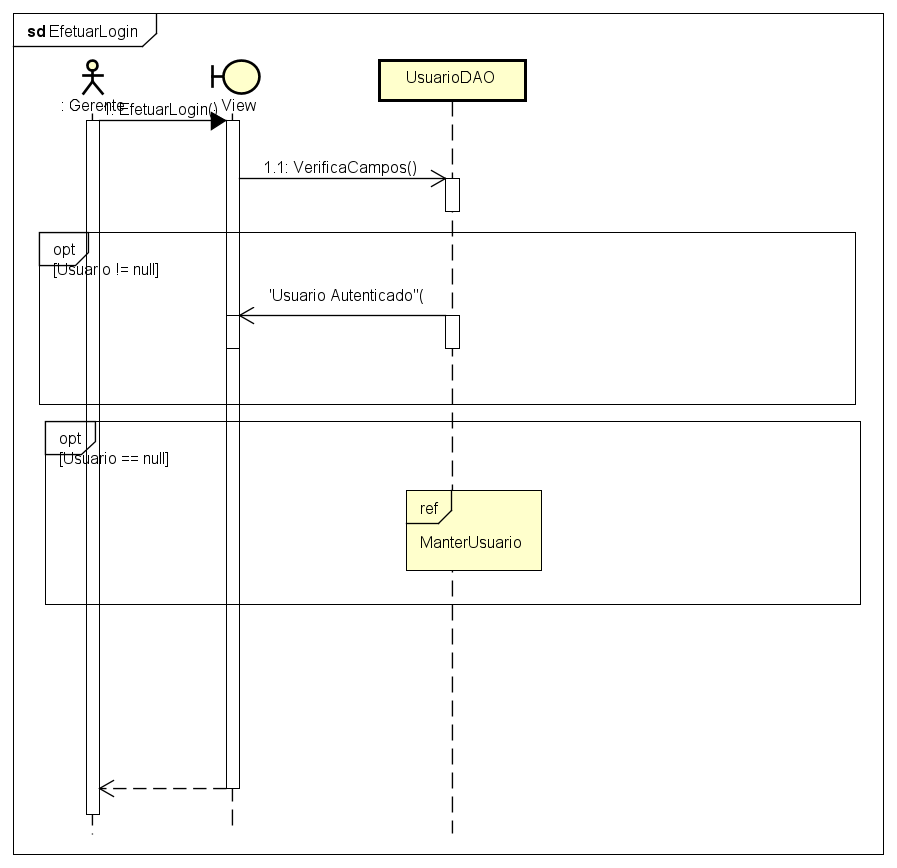 sd EfetuarLogin
UsuarioDAO
: Gerente
1: EfetuarLogin()
View
1.1: VerificaCampos()
opt
[Usuario != null]
'Usuario Autenticado"(
opt
[Usuario == null]
ref
ManterUsuario